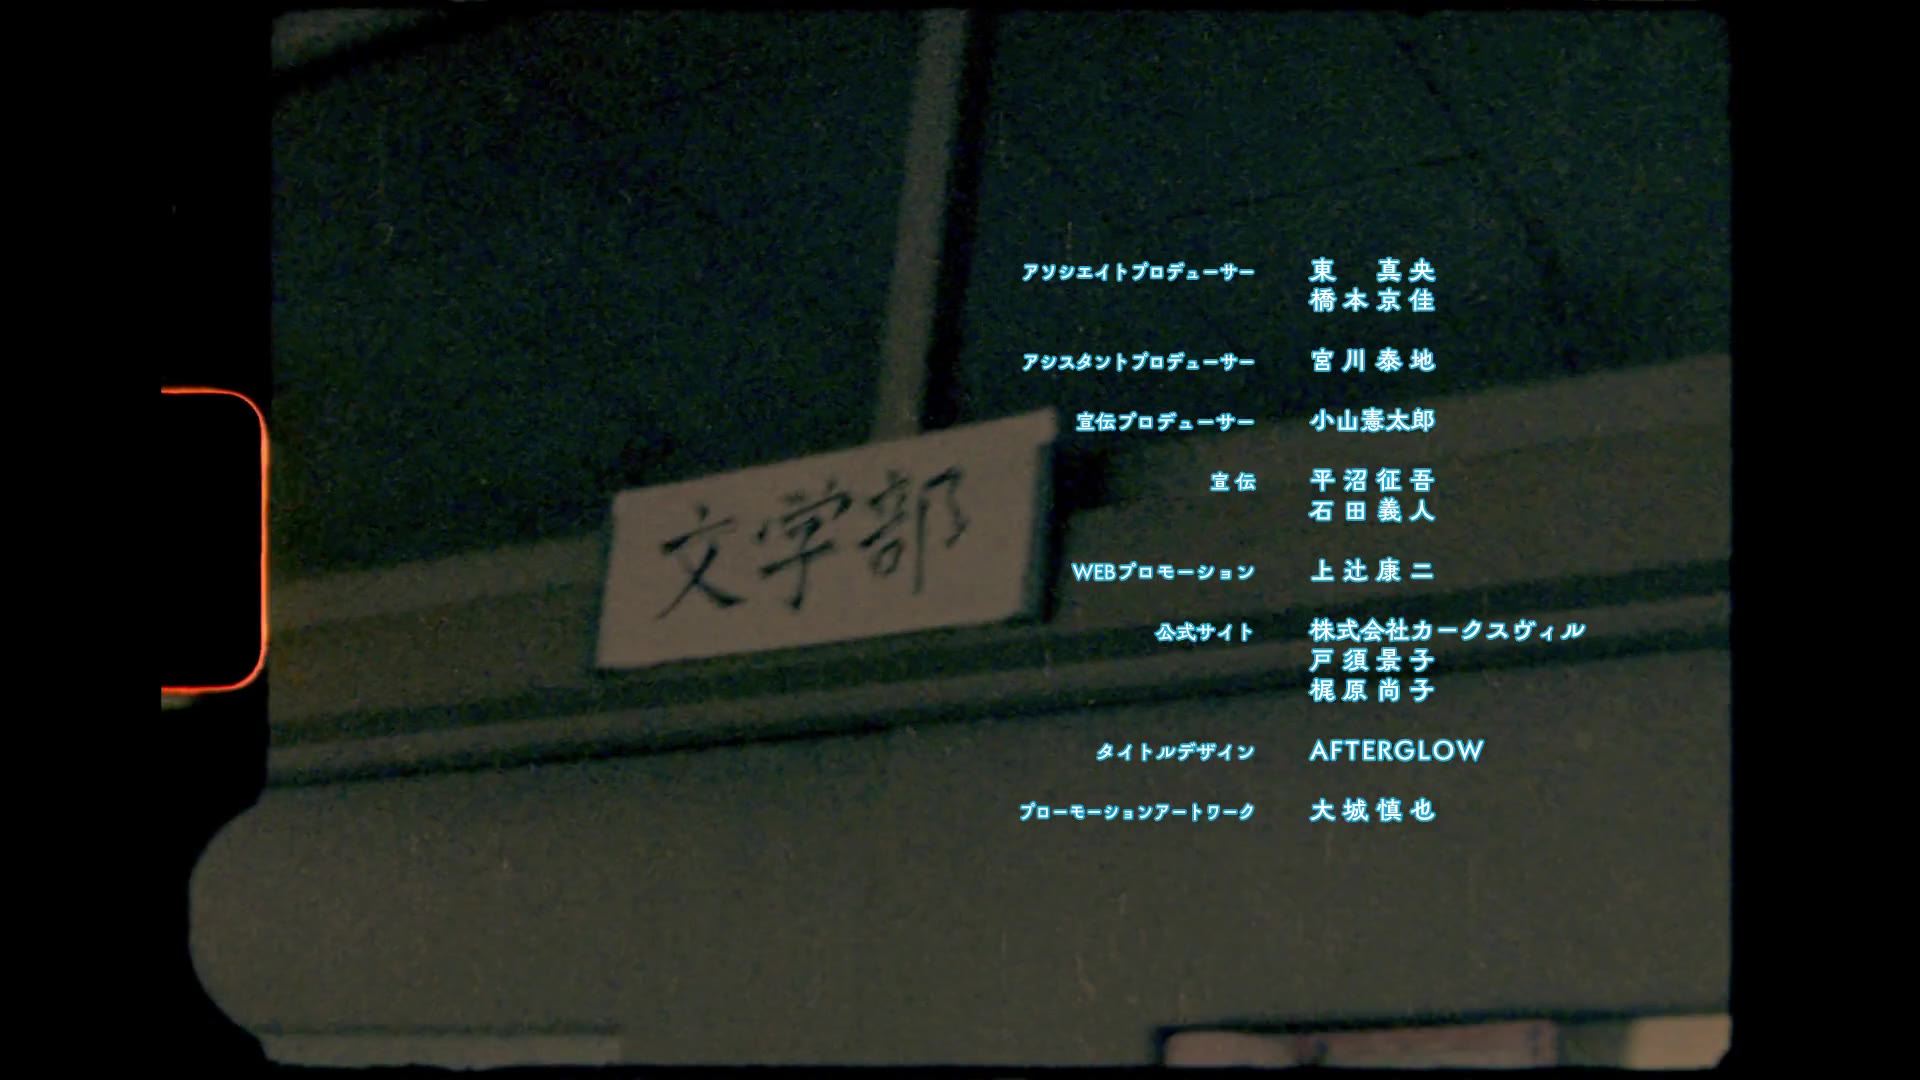 文学部
アソシエイトプロデューサー 東 真央
橋本京佳
アシスタントプロデューサー 宮川泰地
宣伝プロデューサー 小山憲太郎
宣伝 平沼征吾
石田義人
WEBプロモーション 上辻康二
公式サイト 株式会社カークスヴィル
戸須景子
梶原尚子
タイトルデザイン AFTERGLOW
プローモーションアートワーク 大城慎也